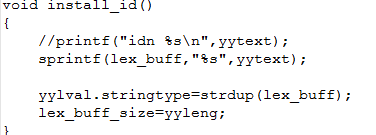 void install_id()
{
//printf("idn %s\n",yytext);
sprintf(lex_buff,"%s",yytext);
yylval.stringtype=strdup(lex_buff);
lex_buff_size=yyleng;
}